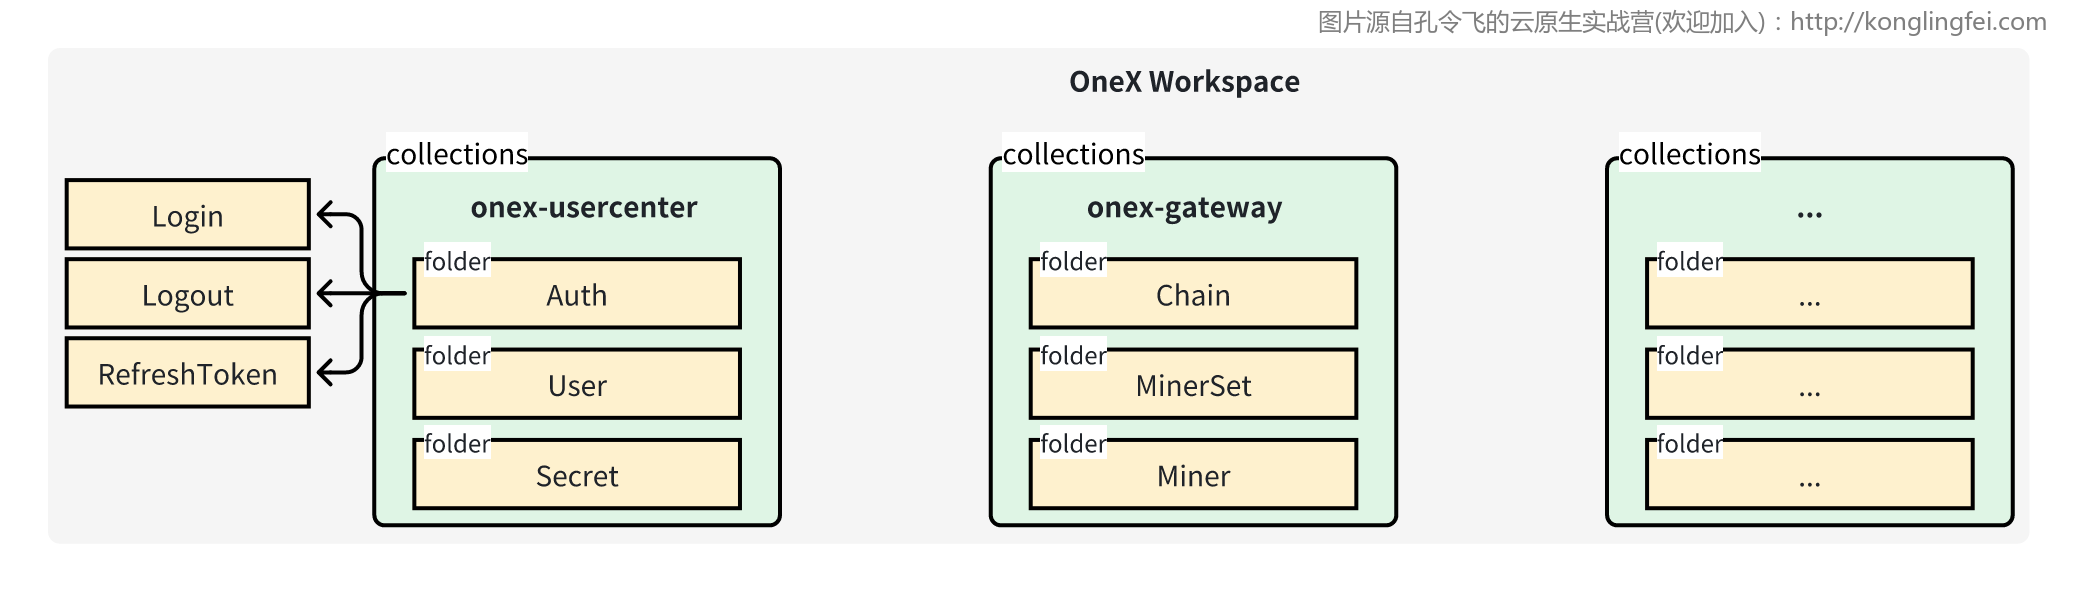 图片源自孔令飞的云原生实战营(欢迎加入)：http://konglingfei.com
OneX Workspace
Login
Logout
RefreshToken
collections
onex-usercenter
folder
Auth
folder
User
folder
Secret
collections
onex-gateway
folder
Chain
folder
MinerSet
folder
Miner
collections
...
folder
...
folder
...
folder
...